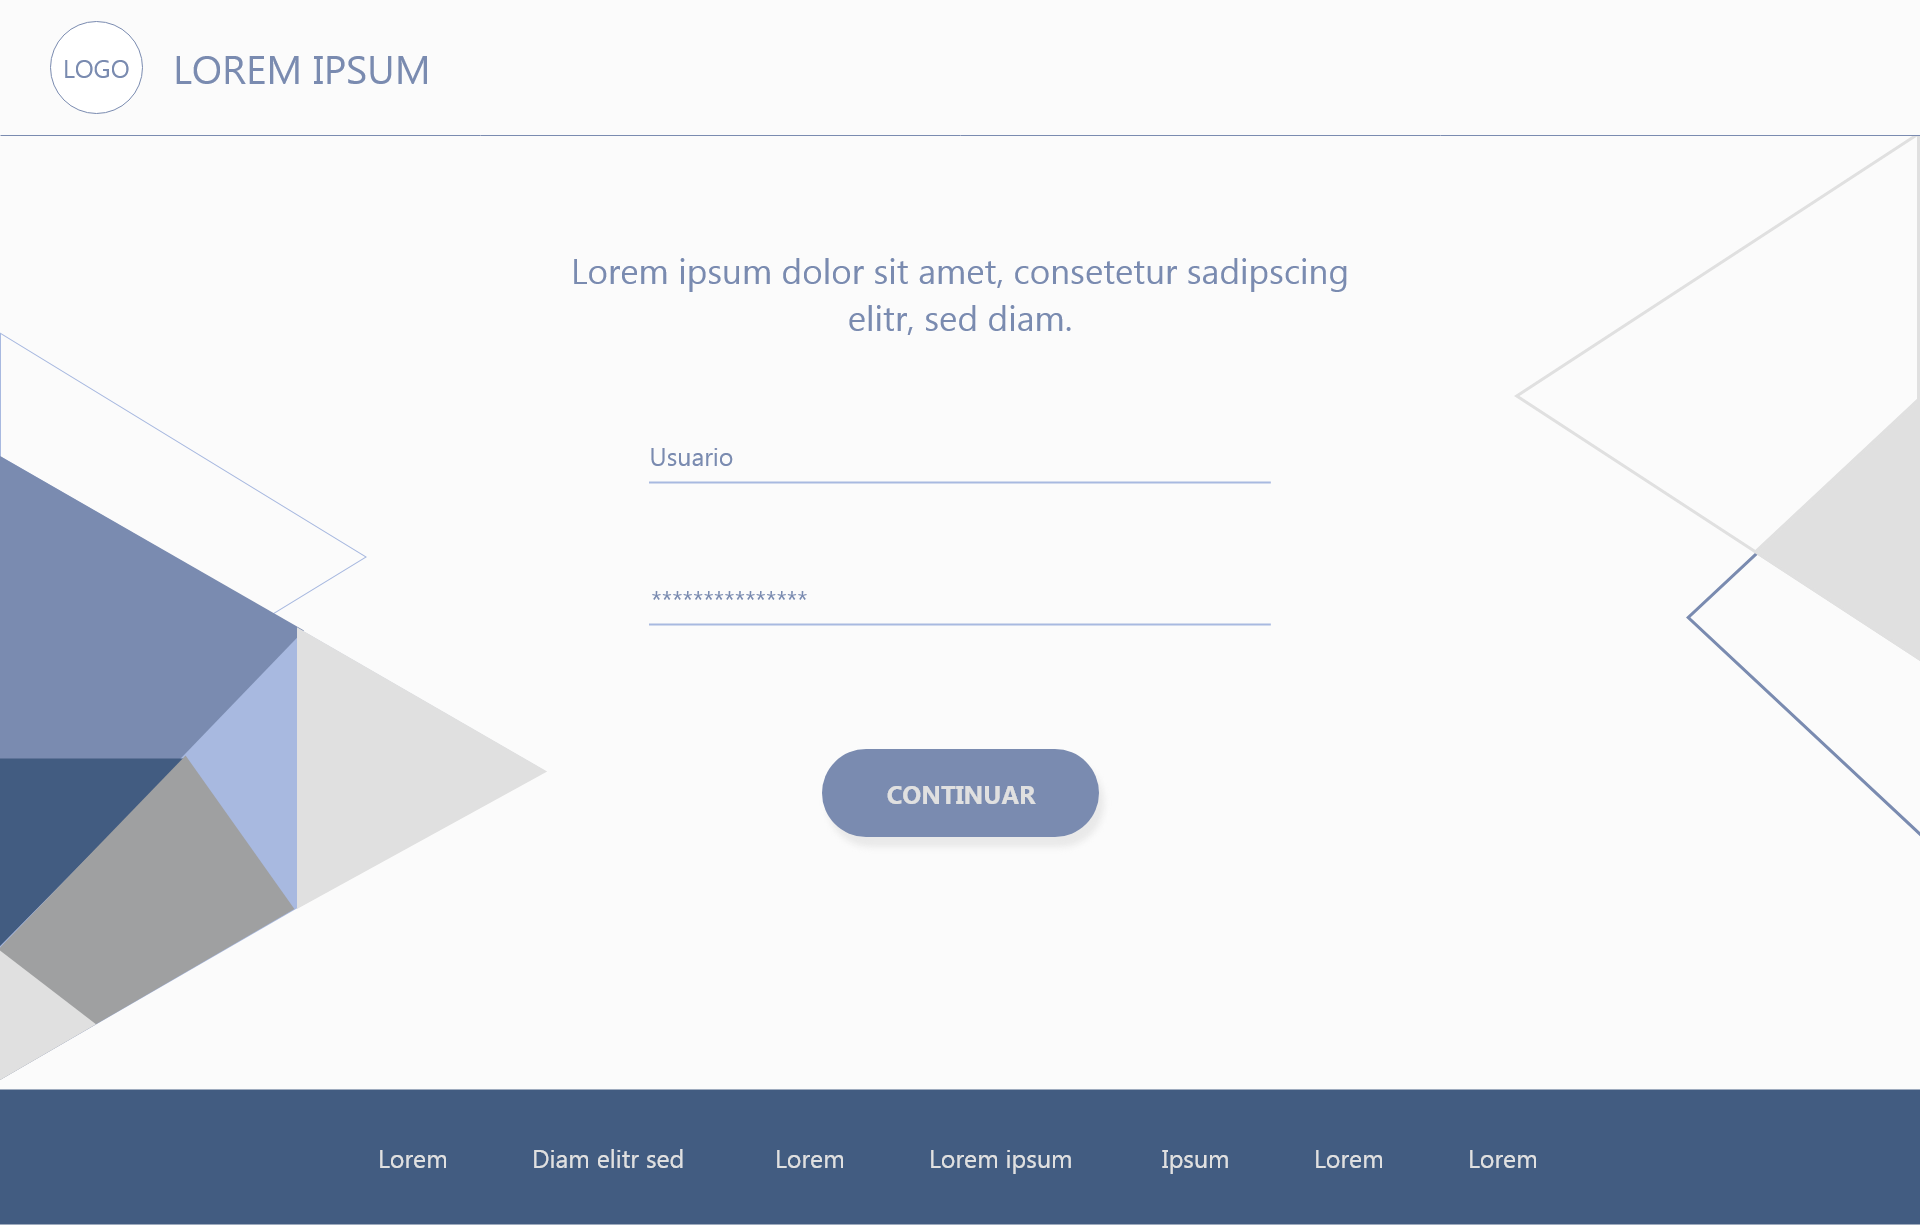 LOGO
LOREM IPSUM
Lorem ipsum dolor sit amet, consetetur sadipscing
elitr, sed diam.
Usuario
***************
CONTINUAR
Lorem Diam elitr sed Lorem Lorem ipsum Ipsum Lorem Lorem